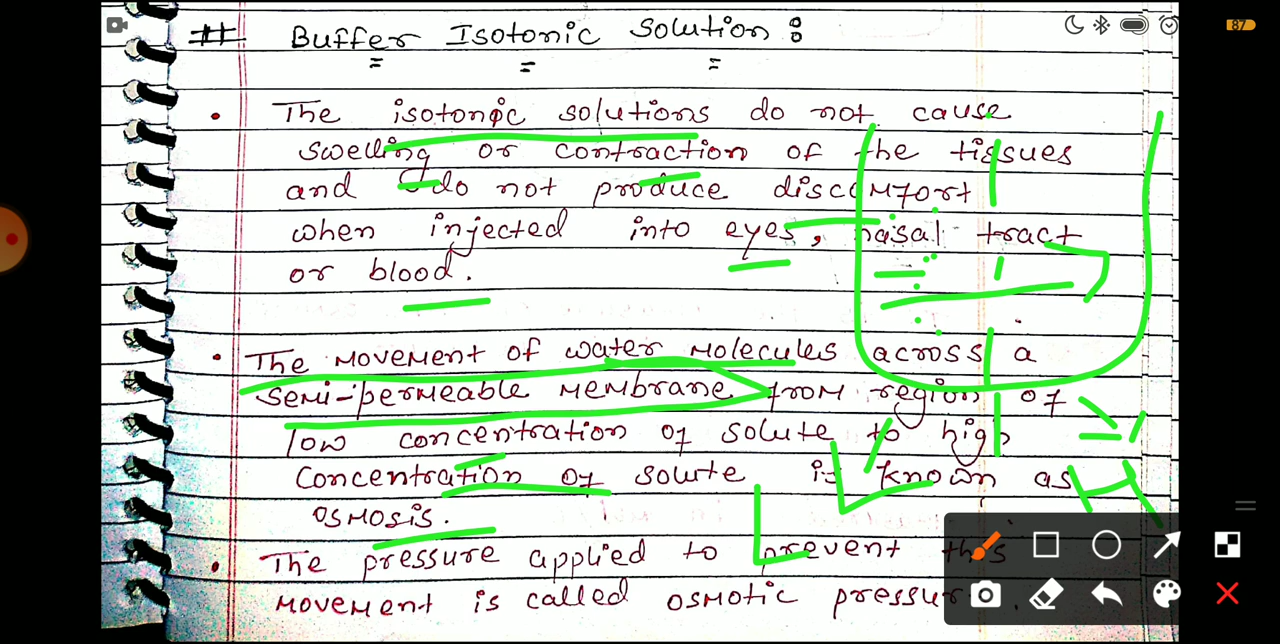 87
# Buffer Isotonic Solution :
• The isotonic solutions do not cause
swelling or contraction of the tissues
and do not produce discomfort
when injected into eyes, nasal tract
or blood.
• The movement of water molecules across a
semi-permeable membrane from region of
low concentration of solute to high
concentration of solute is known as
osmosis.
• The pressure applied to prevent this
movement is called osmotic pressure.